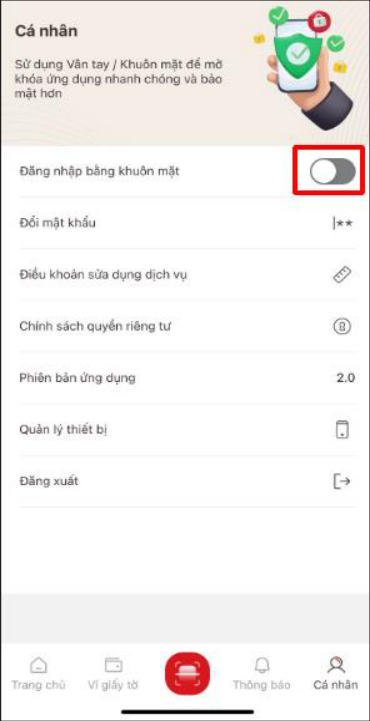 Cá nhân
Sử dụng Vân tay / Khuôn mặt để mở
khóa ứng dụng nhanh chóng và bảo
mật hơn
Đăng nhập bằng khuôn mặt
Đổi mật khẩu |**
Điều khoản sửa dụng dịch vụ
Chính sách quyền riêng tư
Phiên bản ứng dụng 2.0
Quản lý thiết bị
Đăng xuất
Trang chủ Ví giấy tờ Thông báo Cá nhân